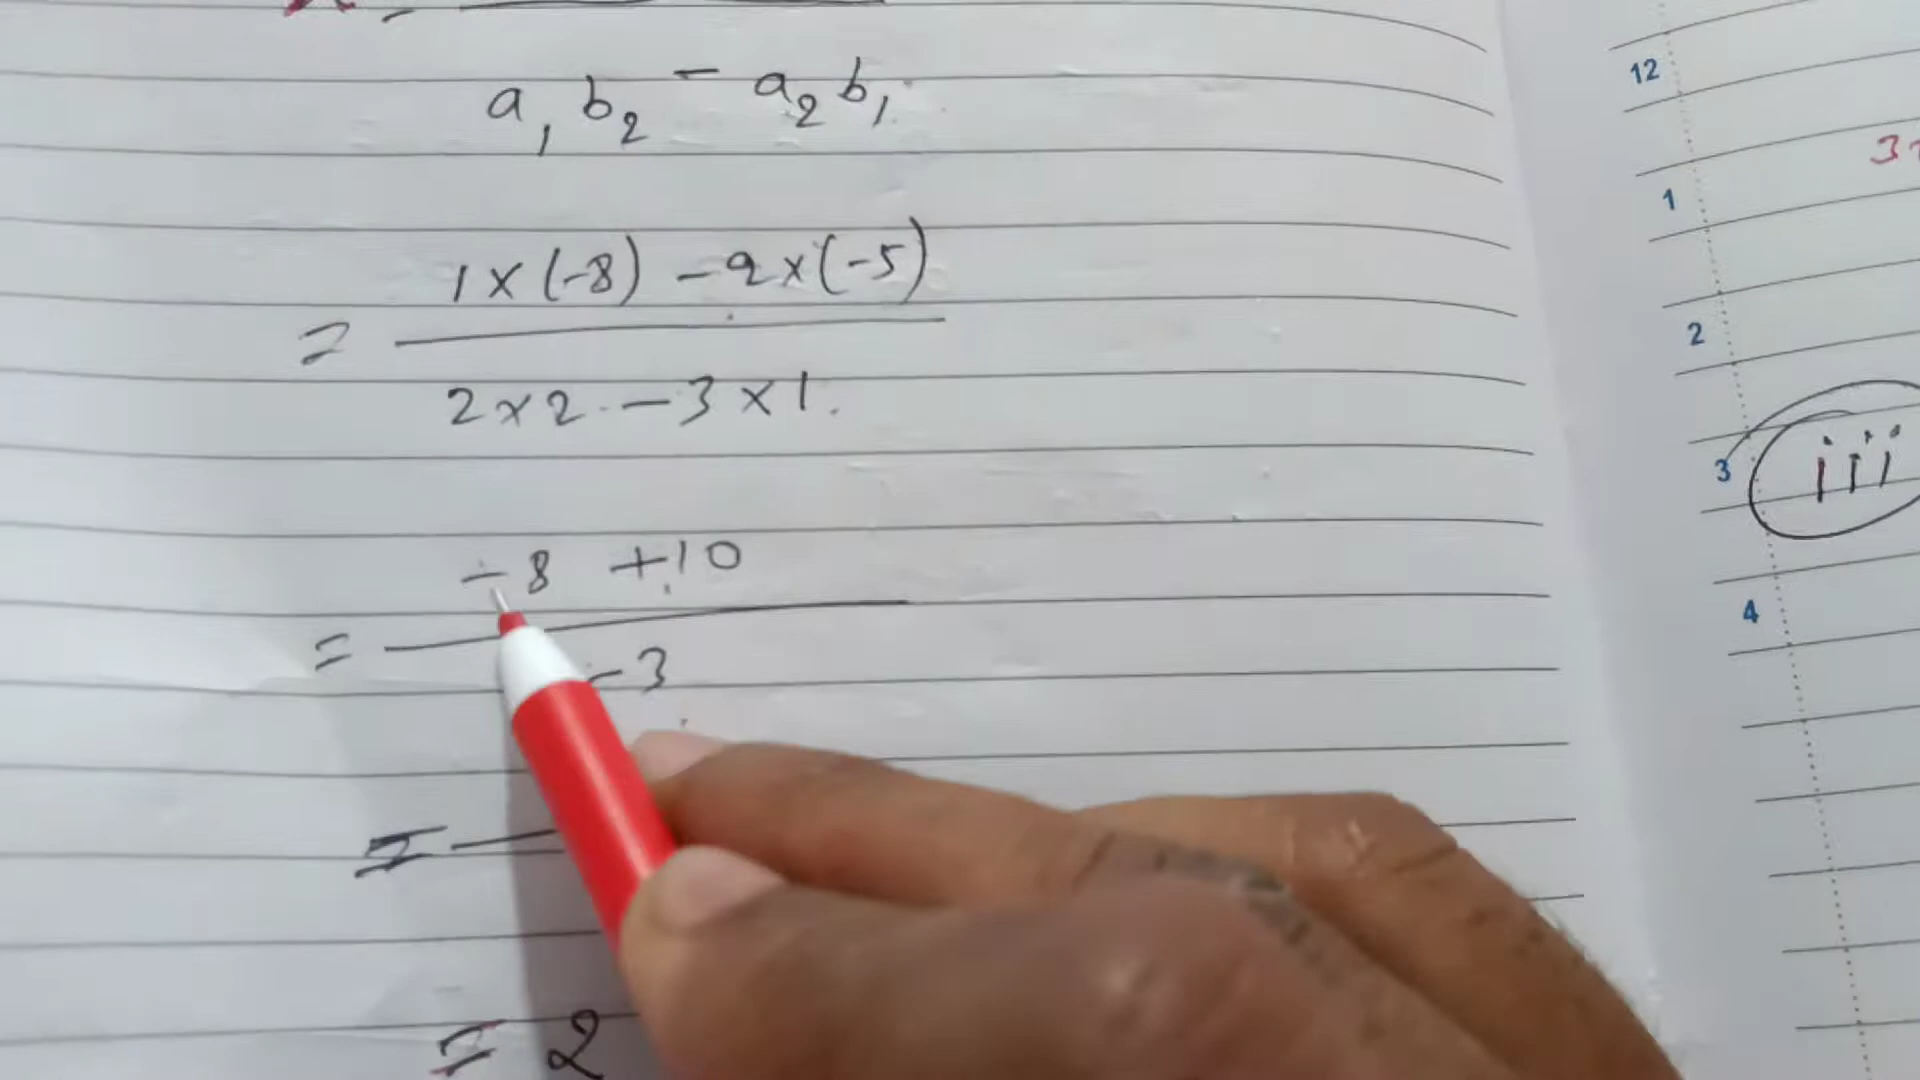 a₁ b₂ - a₂ b₁
1 × (-8) - 2 × (-5)
=
2 × 2 - 3 × 1
-8 + 10
=
- 3
=
= 2
12
1
2
3
4
iii